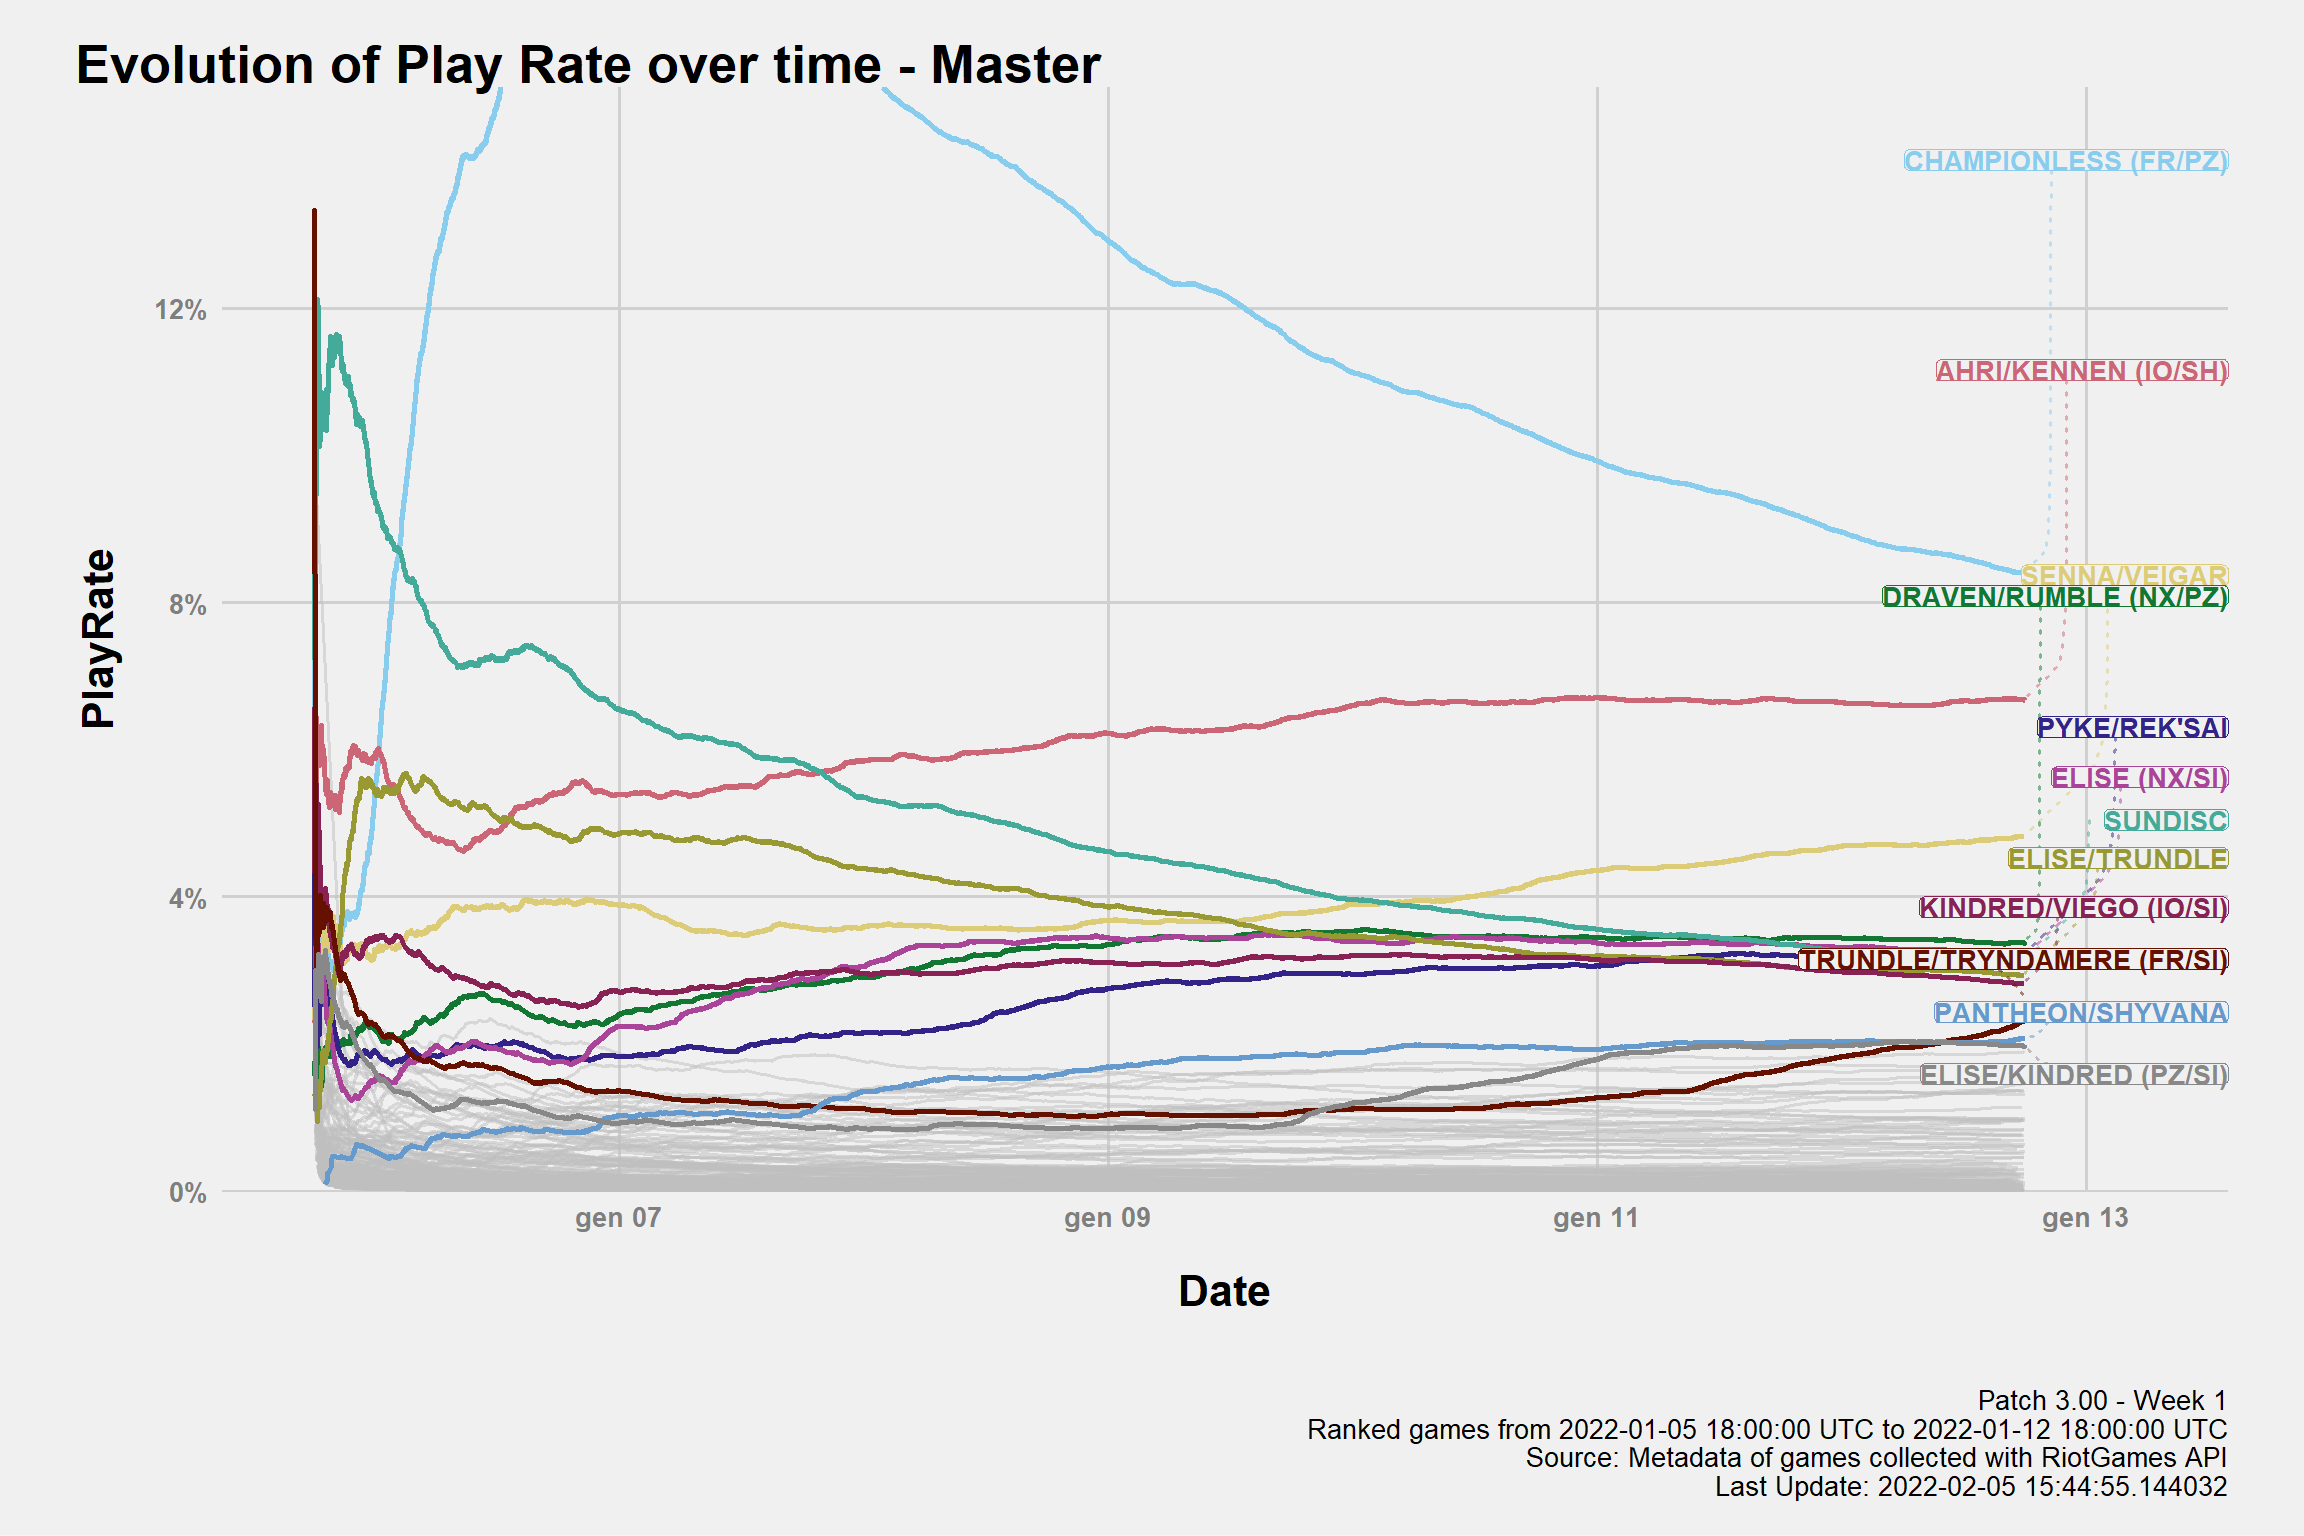 Evolution of Play Rate over time - Master
CHAMPIONLESS (FR/PZ)
12%
AHRI/KENNEN (IO/SH)
SENNA/VEIGAR
8%
DRAVEN/RUMBLE (NX/PZ)
PlayRate
PYKE/REK'SAI
ELISE (NX/SI)
SUNDISC
ELISE/TRUNDLE
4%
KINDRED/VIEGO (IO/SI)
TRUNDLE/TRYNDAMERE (FR/SI)
PANTHEON/SHYVANA
ELISE/KINDRED (PZ/SI)
0%
gen 07
gen 09
gen 11
gen 13
Date
Patch 3.00 - Week 1
Ranked games from 2022-01-05 18:00:00 UTC to 2022-01-12 18:00:00 UTC
Source: Metadata of games collected with RiotGames API
Last Update: 2022-02-05 15:44:55.144032